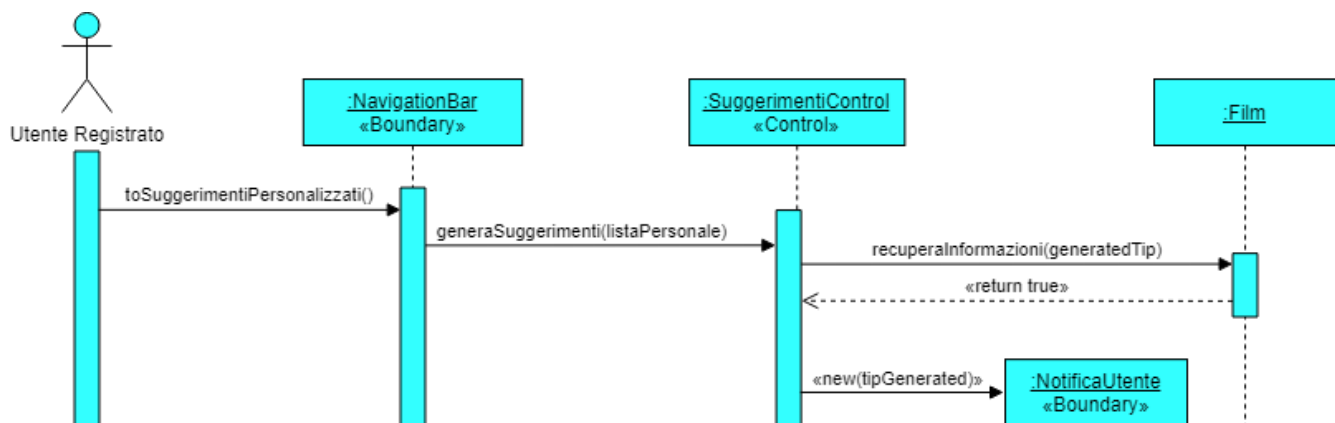 :NavigationBar
«Boundary»
:SuggerimentiControl
«Control»
:Film
Utente Registrato
toSuggerimentiPersonalizzati()
generaSuggerimenti(listaPersonale)
recuperaInformazioni(generatedTip)
«return true»
«new(tipGenerated)»
:NotificaUtente
«Boundary»